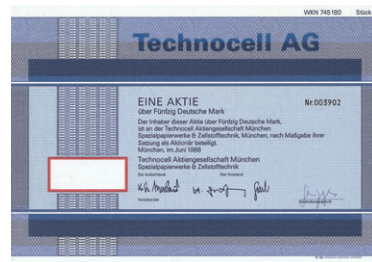 WKN 745180 Stück
Technocell AG
EINE AKTIE
über Fünfzig Deutsche Mark
Nr.003902
Der Inhaber dieser Aktie über Fünfzig Deutsche Mark,
ist an der Technocell Aktiengesellschaft München
Spezialpapierwerke & Zellstofftechnik, München, nach Maßgabe ihrer
Satzung als Aktionär beteiligt.
München, im Juni 1988
Technocell Aktiengesellschaft München
Spezialpapierwerke & Zellstofftechnik
Der Aufsichtsrat Der Vorstand
Vorsitzender